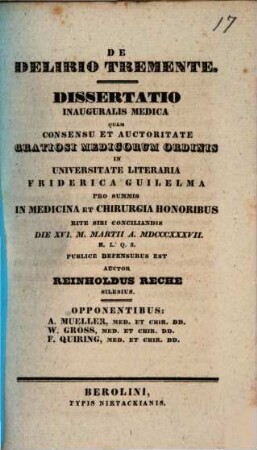 17
DE
DELIRIO TREMENTE.
DISSERTATIO
INAUGURALIS MEDICA
QUAM
CONSENSU ET AUCTORITATE
GRATIOSI MEDICORUM ORDINIS
IN
UNIVERSITATE LITERARIA
FRIDERICA GUILELMA
PRO SUMMIS
IN MEDICINA ET CHIRURGIA HONORIBUS
RITE SIBI CONCILIANDIS
DIE XVI. M. MARTII A. MDCCCXXXVII.
H. L. Q. S.
PUBLICE DEFENSURUS EST
AUCTOR
REINHOLDUS RECHE
SILESIUS.
OPPONENTIBUS:
A. MUELLER, MED. ET CHIR. DD.
W. GROSS, MED. ET CHIR. DD.
F. QUIRING, MED. ET CHIR. DD.
BEROLINI,
TYPIS NIETACKIANIS.